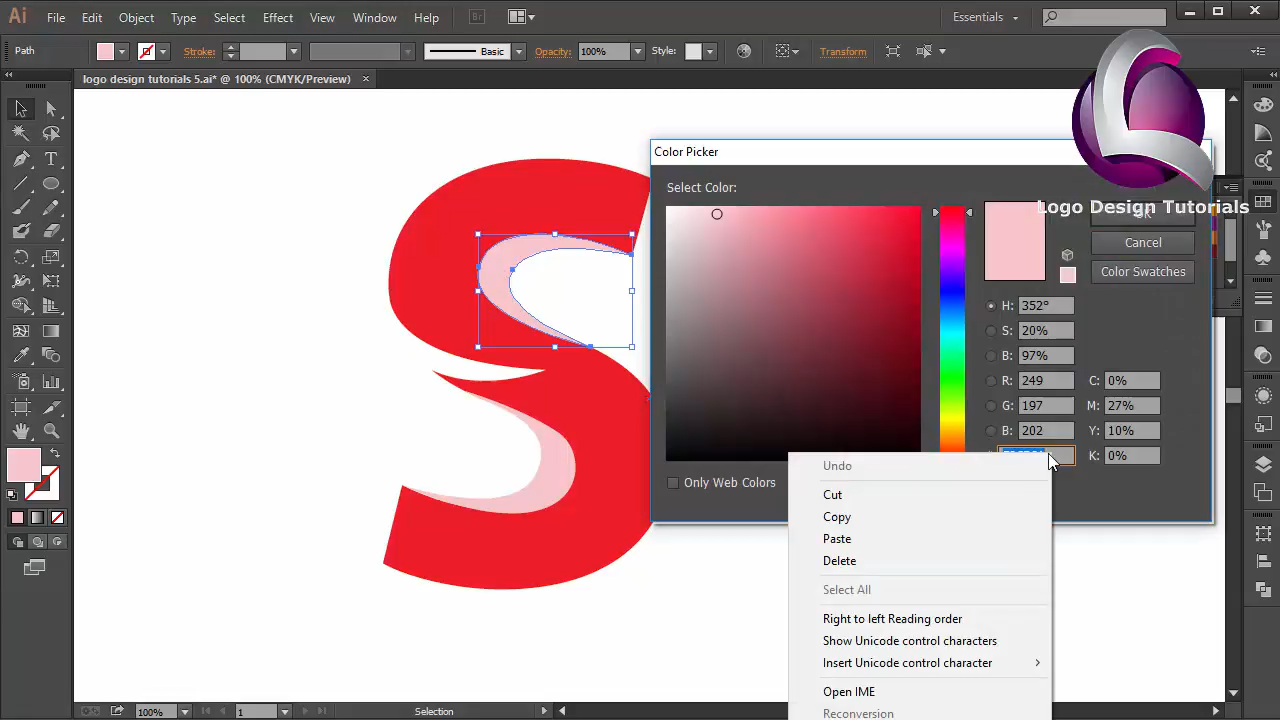 Ai File Edit Object Type Select Effect View Window Help Br Essentials
Path Stroke: Basic Opacity: 100% Style: Transform
logo design tutorials 5.ai* @ 100% (CMYK/Preview) ×
Color Picker
Select Color:
Logo Design Tutorials
Cancel
Color Swatches
H: 352°
S: 20%
B: 97%
R: 249 C: 0%
G: 197 M: 27%
B: 202 Y: 10%
K: 0%
Only Web Colors
Undo
Cut
Copy
Paste
Delete
Select All
Right to left Reading order
Show Unicode control characters
Insert Unicode control character
Open IME
Reconversion
100% 1 Selection